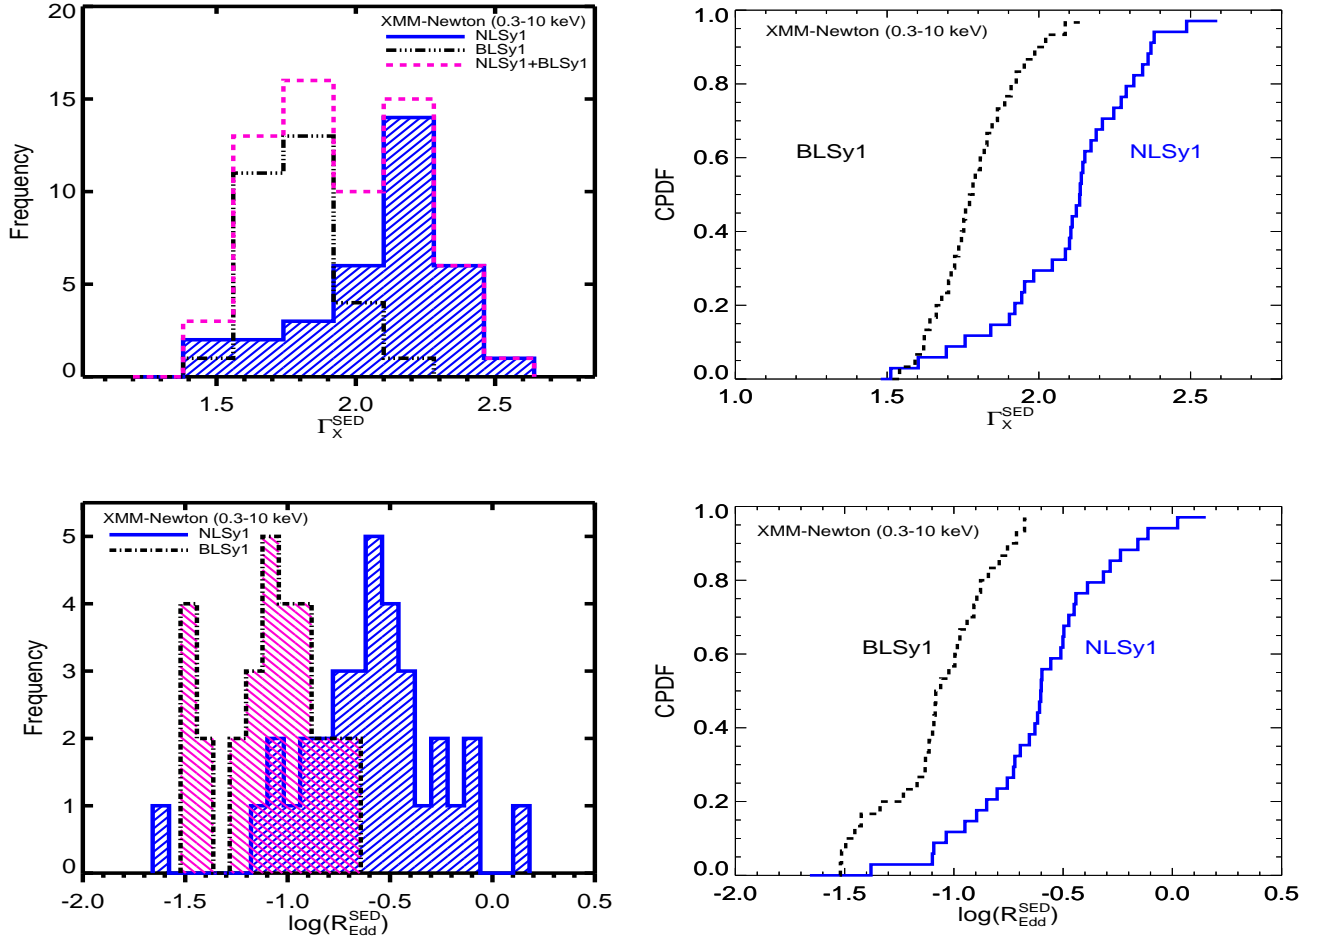 XMM-Newton (0.3-10 keV)
NLSy1
BLSy1
NLSy1+BLSy1
20
15
10
5
0
Frequency
1.5 2.0 2.5
Γ_X^SED
XMM-Newton (0.3-10 keV)
BLSy1
NLSy1
1.0
0.8
0.6
0.4
0.2
0.0
CPDF
1.0 1.5 2.0 2.5
Γ_X^SED
XMM-Newton (0.3-10 keV)
NLSy1
BLSy1
5
4
3
2
1
0
Frequency
-2.0 -1.5 -1.0 -0.5 0.0 0.5
log(R_Edd^SED)
XMM-Newton (0.3-10 keV)
BLSy1
NLSy1
1.0
0.8
0.6
0.4
0.2
0.0
CPDF
-2.0 -1.5 -1.0 -0.5 0.0 0.5
log(R_Edd^SED)